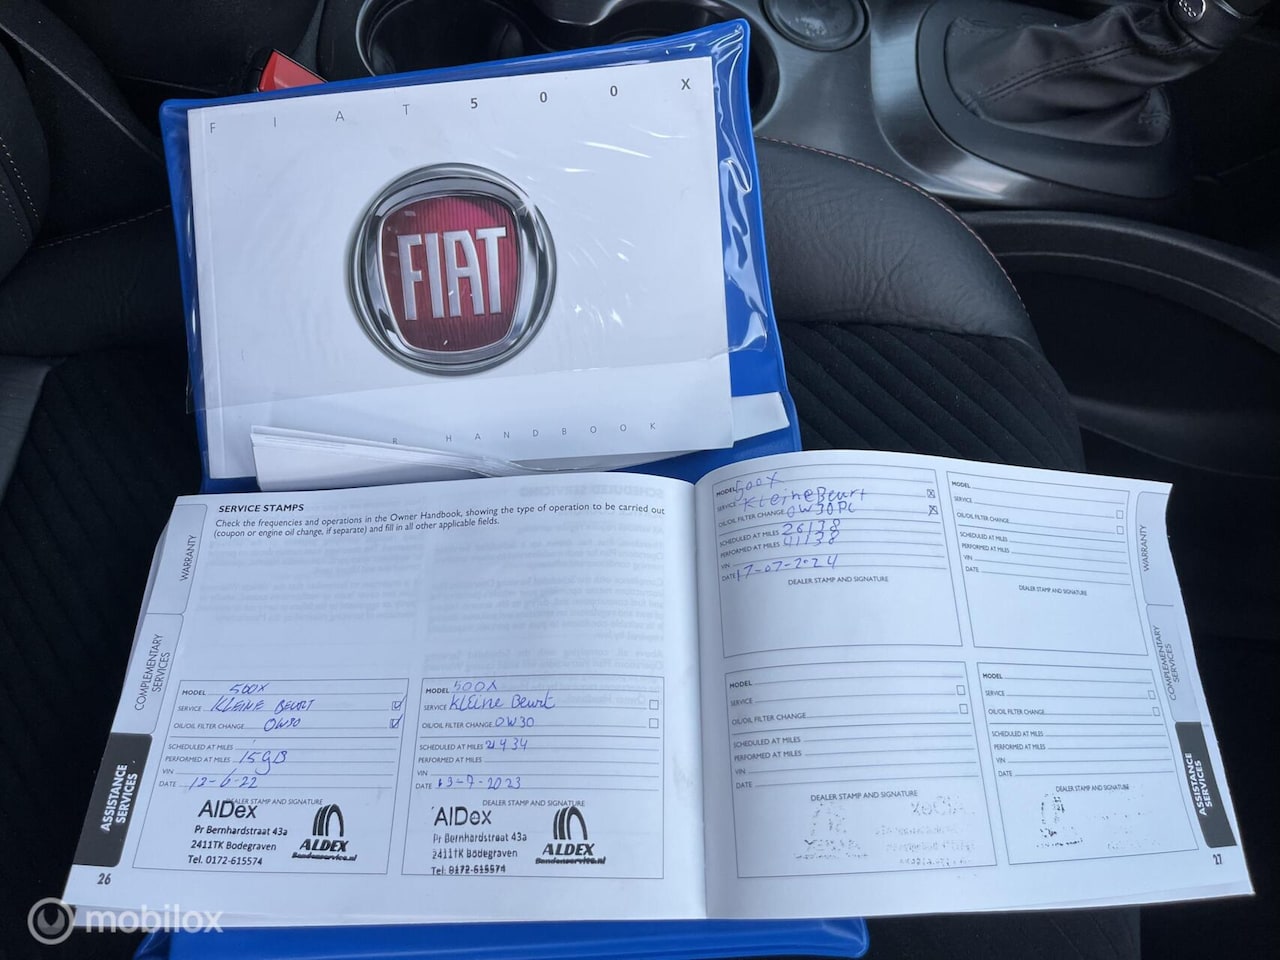 FIAT 500X
FIAT
R HANDBOOK
SERVICE STAMPS
Check the frequencies and operations in the Owner Handbook, showing the type of operation to be carried out
(coupon or engine oil change, if separate) and fill in all other applicable fields.
WARRANTY
COMPLEMENTARY
SERVICES
ASSISTANCE
SERVICES
MODEL 500X
SERVICE KLEINE BEURT
OIL/OIL FILTER CHANGE 0W30
SCHEDULED AT MILES
PERFORMED AT MILES
VIN
DATE 12-6-22
DEALER STAMP AND SIGNATURE
AlDex
Pr Bernhardstraat 43a
2411TK Bodegraven
Tel. 0172-615574
ALDEX
Bandenservice.nl
26
MODEL 500X
SERVICE Kleine Beurt
OIL/OIL FILTER CHANGE 0W30
SCHEDULED AT MILES
PERFORMED AT MILES
VIN
DATE 13-7-2023
DEALER STAMP AND SIGNATURE
AlDex
Pr Bernhardstraat 43a
2411TK Bodegraven
Tel: 0172-615574
ALDEX
Bandenservice.nl
MODEL 500X
SERVICE Kleine Beurt
OIL/OIL FILTER CHANGE 0W30
SCHEDULED AT MILES 26138
PERFORMED AT MILES 41138
VIN
DATE 17-07-2024
DEALER STAMP AND SIGNATURE
MODEL
SERVICE
OIL/OIL FILTER CHANGE
SCHEDULED AT MILES
PERFORMED AT MILES
VIN
DATE
DEALER STAMP AND SIGNATURE
MODEL
SERVICE
OIL/OIL FILTER CHANGE
SCHEDULED AT MILES
PERFORMED AT MILES
VIN
DATE
DEALER STAMP AND SIGNATURE
MODEL
SERVICE
OIL/OIL FILTER CHANGE
SCHEDULED AT MILES
PERFORMED AT MILES
VIN
DATE
DEALER STAMP AND SIGNATURE
WARRANTY
COMPLEMENTARY
SERVICES
ASSISTANCE
SERVICES
27
mobilox